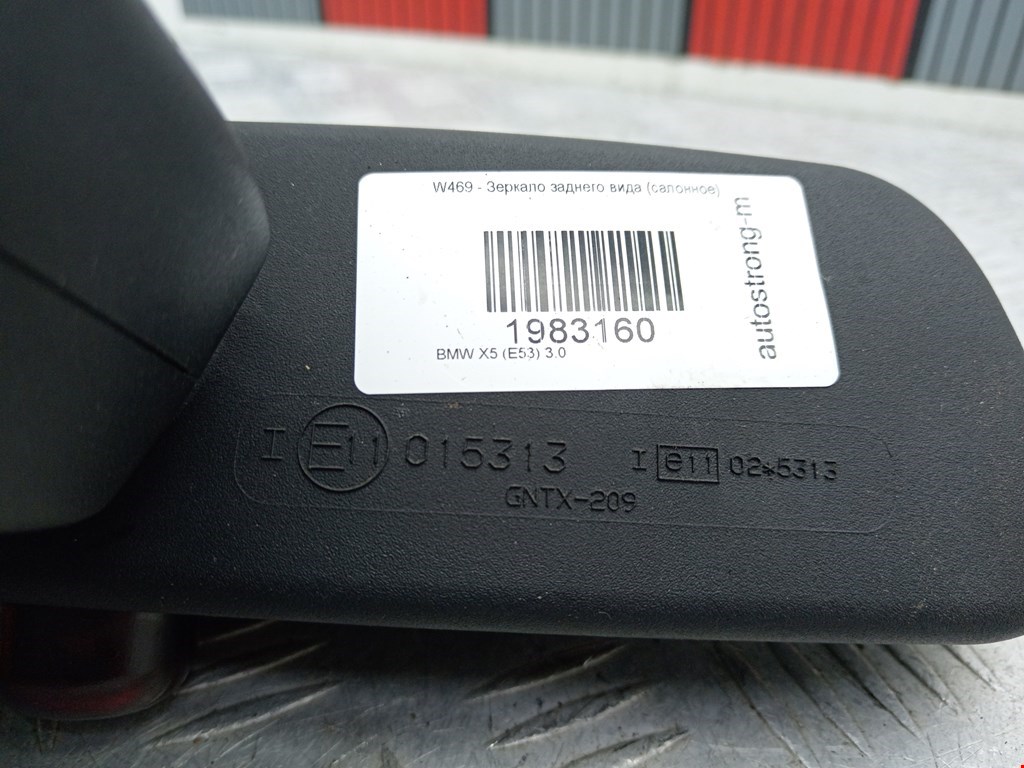 W469 - Зеркало заднего вида (салонное)
1983160
BMW X5 (E53) 3.0
autostrong-m
I E11 015313
I e11 02*5313
GNTX-209